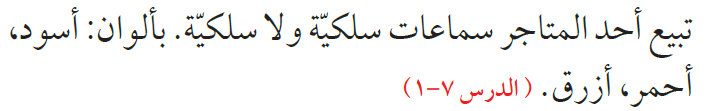 تبيع أحد المتاجر سماعات سلكيّة ولا سلكيّة. بألوان: أسود،
أحمر، أزرق. (الدرس ٧-١)